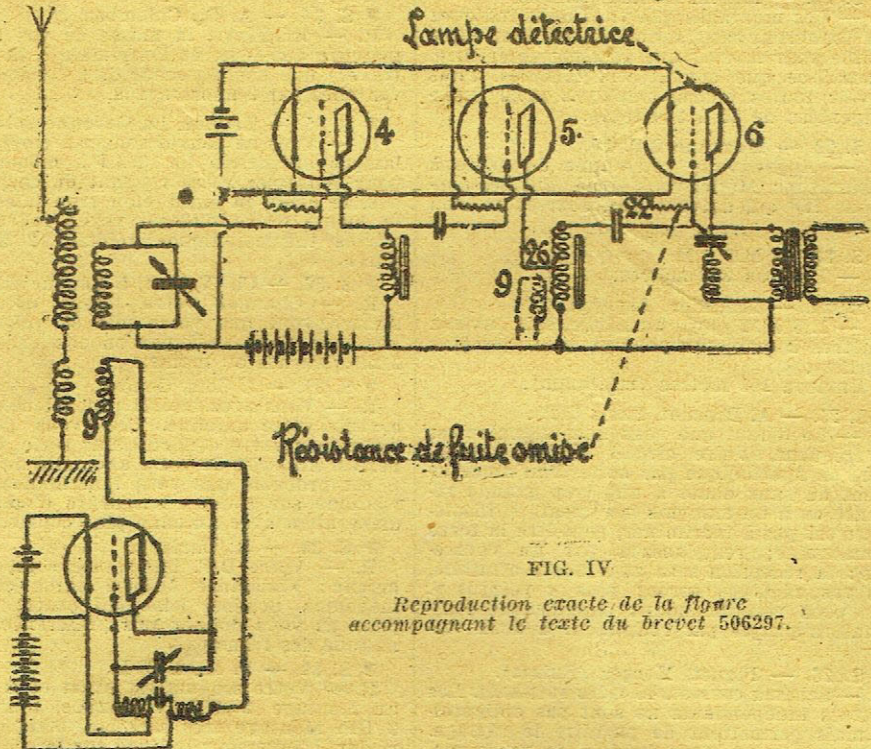 Lampe détectrice
4
5
6
22
26
9
9
Résistance de fuite omise
FIG. IV
Reproduction exacte de la figure
accompagnant le texte du brevet 506297.